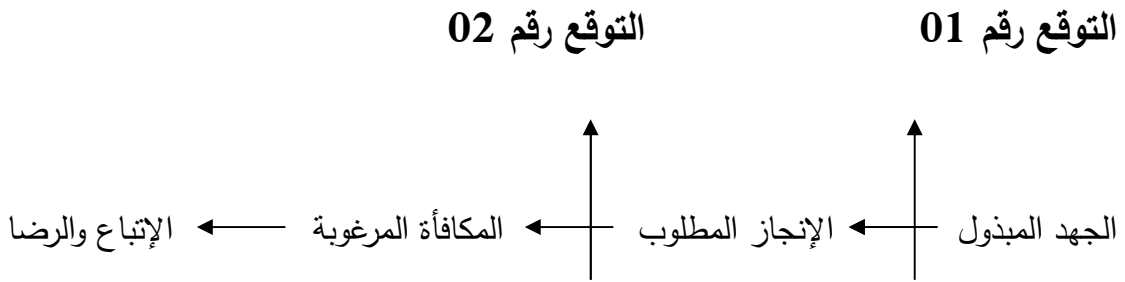 التوقع رقم 01 التوقع رقم 02
الجهد المبذول الإنجاز المطلوب المكافأة المرغوبة الإتباع والرضا